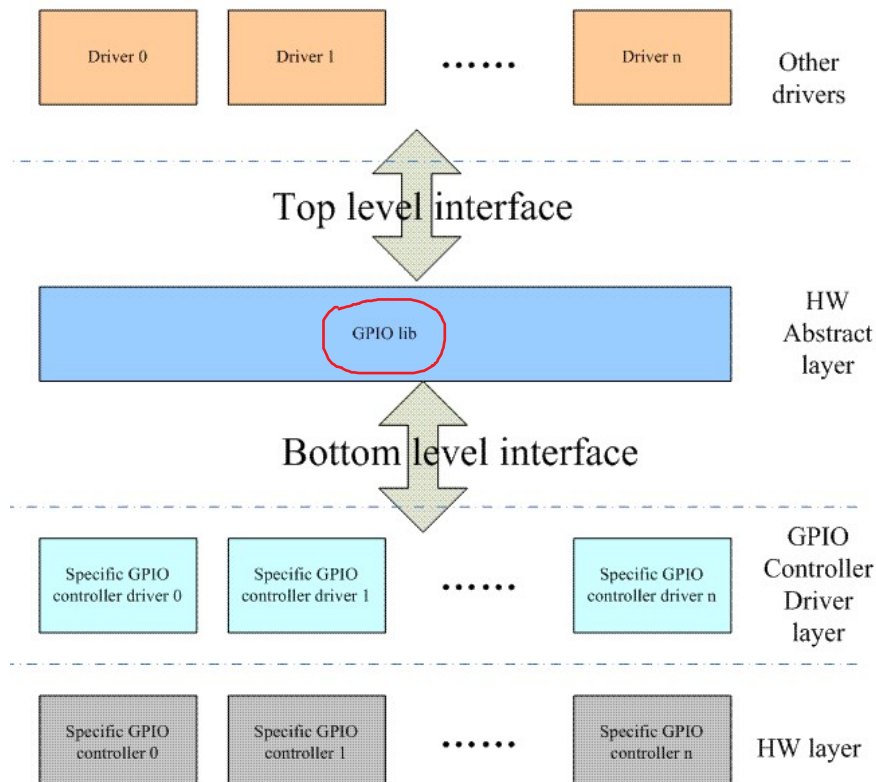 Driver 0
Driver 1
……
Driver n
Other
drivers
Top level interface
GPIO lib
HW
Abstract
layer
Bottom level interface
Specific GPIO
controller driver 0
Specific GPIO
controller driver 1
……
Specific GPIO
controller driver n
GPIO
Controller
Driver
layer
Specific GPIO
controller 0
Specific GPIO
controller 1
……
Specific GPIO
controller n
HW layer